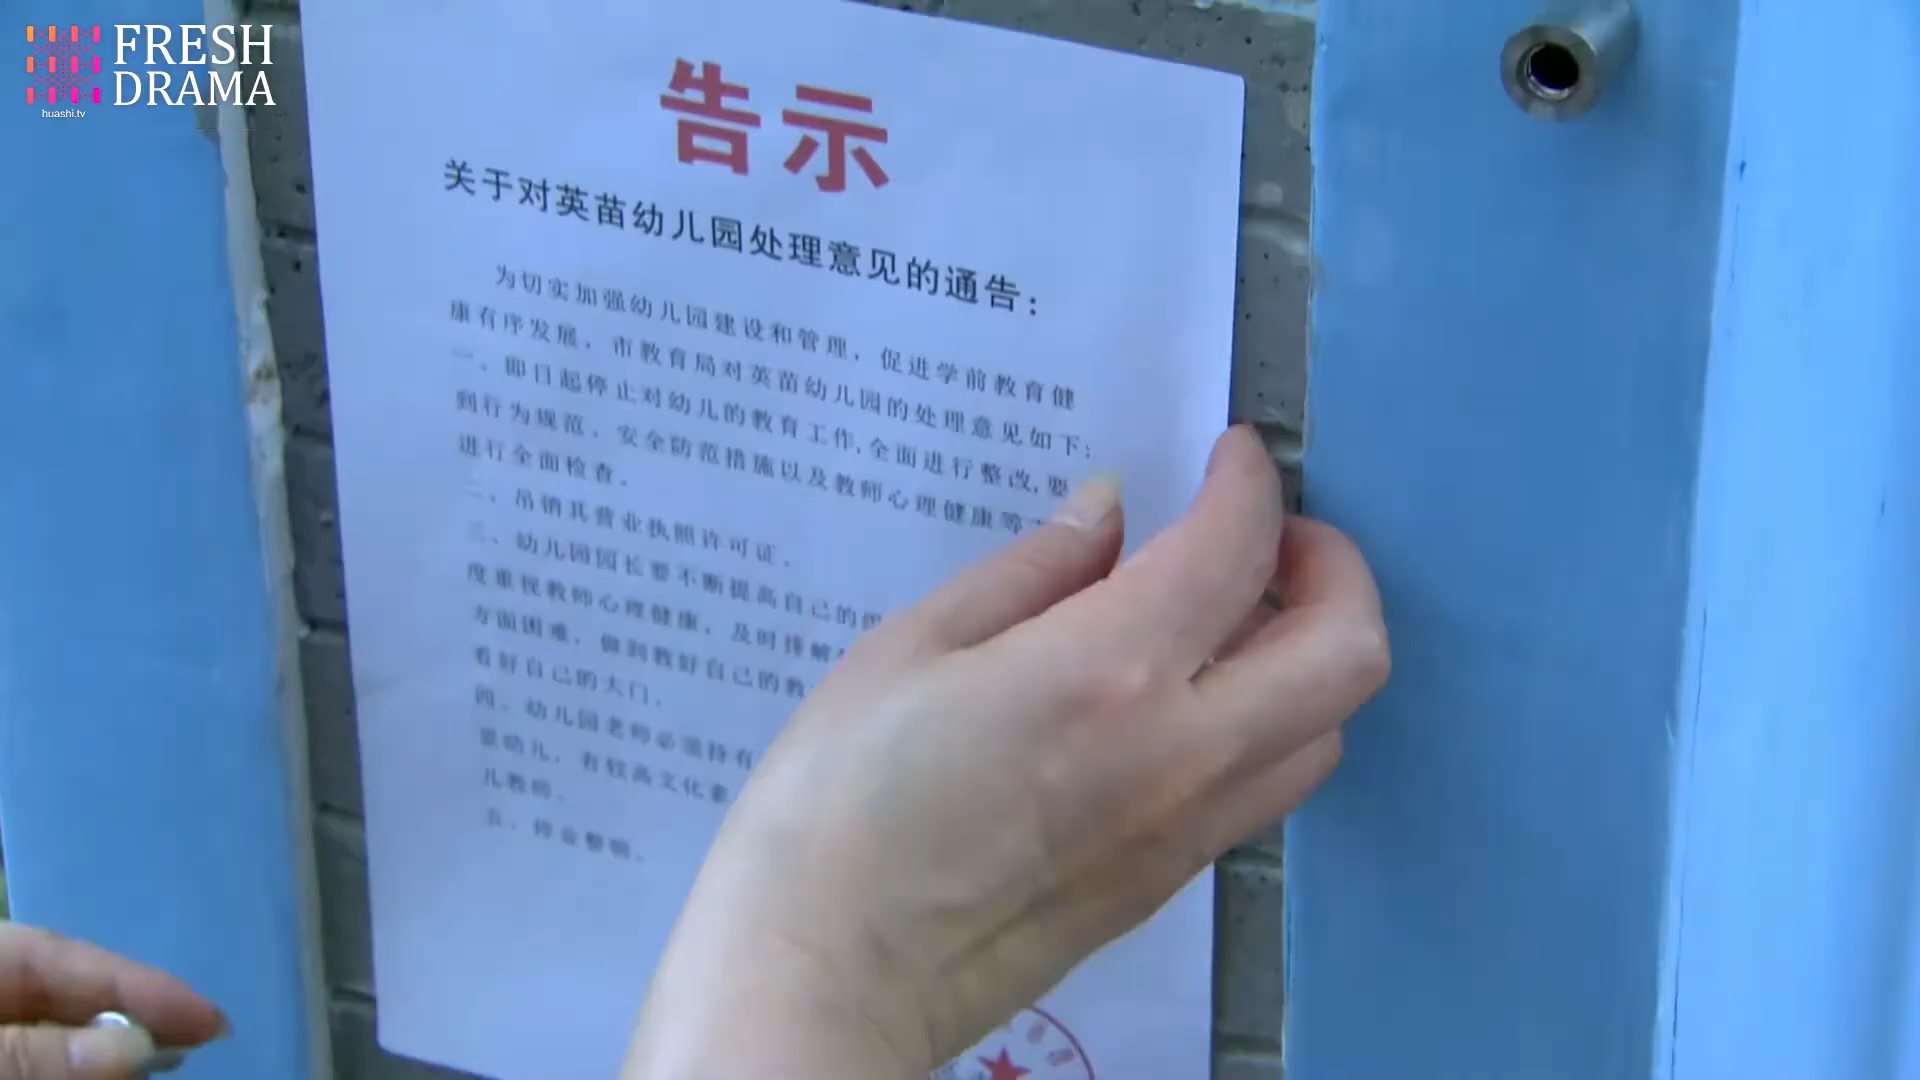 FRESH
DRAMA
huashi.tv
告示
关于对英苗幼儿园处理意见的通告：
为切实加强幼儿园建设和管理，促进学前教育健
康有序发展，市教育局对英苗幼儿园的处理意见如下：
一、即日起停止对幼儿的教育工作,全面进行整改,要
到行为规范、安全防范措施以及教师心理健康等
进行全面检查。
二、吊销其营业执照许可证。
三、幼儿园园长要不断提高自己的
度重视教师心理健康，及时排解
方面困难，做到教好自己的教
看好自己的大门。
四、幼儿园老师必须持有
幼儿，有较高文化素
儿教师。
五、停业整顿。